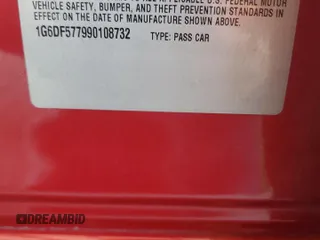 VEHICLE SAFETY, BUMPER, AND THEFT PREVENTION STANDARDS IN
EFFECT ON THE DATE OF MANUFACTURE SHOWN ABOVE.
1G6DF577990108732 TYPE: PASS CAR
DREAMBID